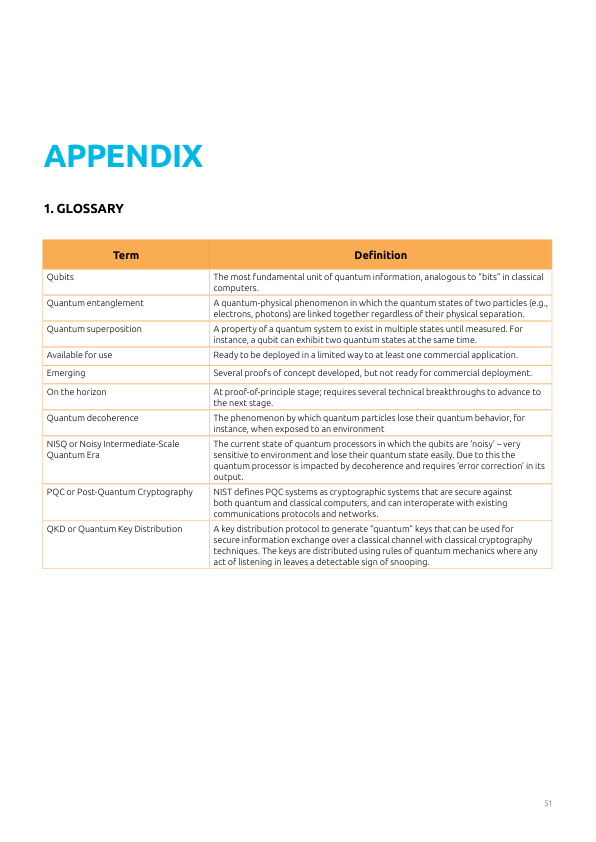 APPENDIX
1. GLOSSARY
Term Definition
Qubits The most fundamental unit of quantum information, analogous to “bits” in classical
computers.
Quantum entanglement A quantum-physical phenomenon in which the quantum states of two particles (e.g.,
electrons, photons) are linked together regardless of their physical separation.
Quantum superposition A property of a quantum system to exist in multiple states until measured. For
instance, a qubit can exhibit two quantum states at the same time.
Available for use Ready to be deployed in a limited way to at least one commercial application.
Emerging Several proofs of concept developed, but not ready for commercial deployment.
On the horizon At proof-of-principle stage; requires several technical breakthroughs to advance to
the next stage.
Quantum decoherence The phenomenon by which quantum particles lose their quantum behavior, for
instance, when exposed to an environment
NISQ or Noisy Intermediate-Scale The current state of quantum processors in which the qubits are ‘noisy’ – very
Quantum Era sensitive to environment and lose their quantum state easily. Due to this the
quantum processor is impacted by decoherence and requires ‘error correction’ in its
output.
PQC or Post-Quantum Cryptography NIST defines PQC systems as cryptographic systems that are secure against
both quantum and classical computers, and can interoperate with existing
communications protocols and networks.
QKD or Quantum Key Distribution A key distribution protocol to generate “quantum” keys that can be used for
secure information exchange over a classical channel with classical cryptography
techniques. The keys are distributed using rules of quantum mechanics where any
act of listening in leaves a detectable sign of snooping.
51